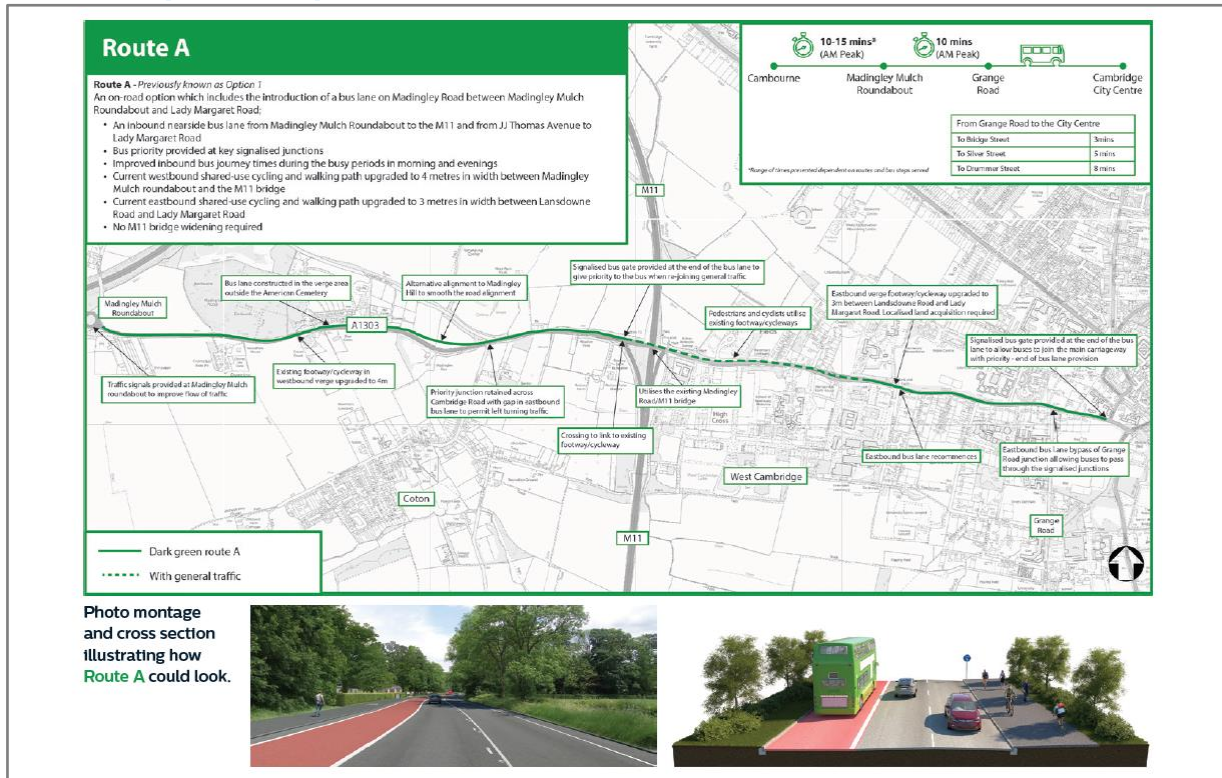 Route A
Route A - Previously known as Option 1
An on-road option which includes the introduction of a bus lane on Madingley Road between Madingley Mulch
Roundabout and Lady Margaret Road;
• An inbound nearside bus lane from Madingley Mulch Roundabout to the M11 and from JJ Thomas Avenue to
Lady Margaret Road
• Bus priority provided at key signalised junctions
• Improved inbound bus journey times during the busy periods in morning and evenings
• Current westbound shared-use cycling and walking path upgraded to 4 metres in width between Madingley
Mulch roundabout and the M11 bridge
• Current eastbound shared-use cycling and walking path upgraded to 3 metres in width between Lansdowne
Road and Lady Margaret Road
• No M11 bridge widening required
10-15 mins*
(AM Peak)
10 mins
(AM Peak)
Cambourne
Madingley Mulch
Roundabout
Grange
Road
Cambridge
City Centre
From Grange Road to the City Centre
To Bridge Street 3mins
To Silver Street 5 mins
To Drummer Street 8 mins
*Range of times presented dependent on routes and bus stops served
M11
Signalised bus gate provided at the end of the bus lane to
give priority to the bus when re-joining general traffic
Bus lane constructed in the verge area
outside the American Cemetery
Alternative alignment to Madingley
Hill to smooth the road alignment
Eastbound verge footway/cycleway upgraded to
3m between Landsdowne Road and Lady
Margaret Road. Localised land acquisition required
Madingley Mulch
Roundabout
A1303
Pedestrians and cyclists utilise
existing footway/cycleways
Signalised bus gate provided at the end of the bus
lane to allow buses to join the main carriageway
with priority - end of bus lane provision
Traffic signals provided at Madingley Mulch
roundabout to improve flow of traffic
Existing footway/cycleway in
westbound verge upgraded to 4m
Priority junction retained across
Cambridge Road with gap in eastbound
bus lane to permit left turning traffic
Utilises the existing Madingley
Road/M11 bridge
High
Cross
Crossing to link to existing
footway/cycleway
Eastbound bus lane recommences
Eastbound bus lane bypass of Grange
Road junction allowing buses to pass
through the signalised junctions
West Cambridge
Coton
Grange
Road
M11
Dark green route A
With general traffic
Photo montage
and cross section
illustrating how
Route A could look.